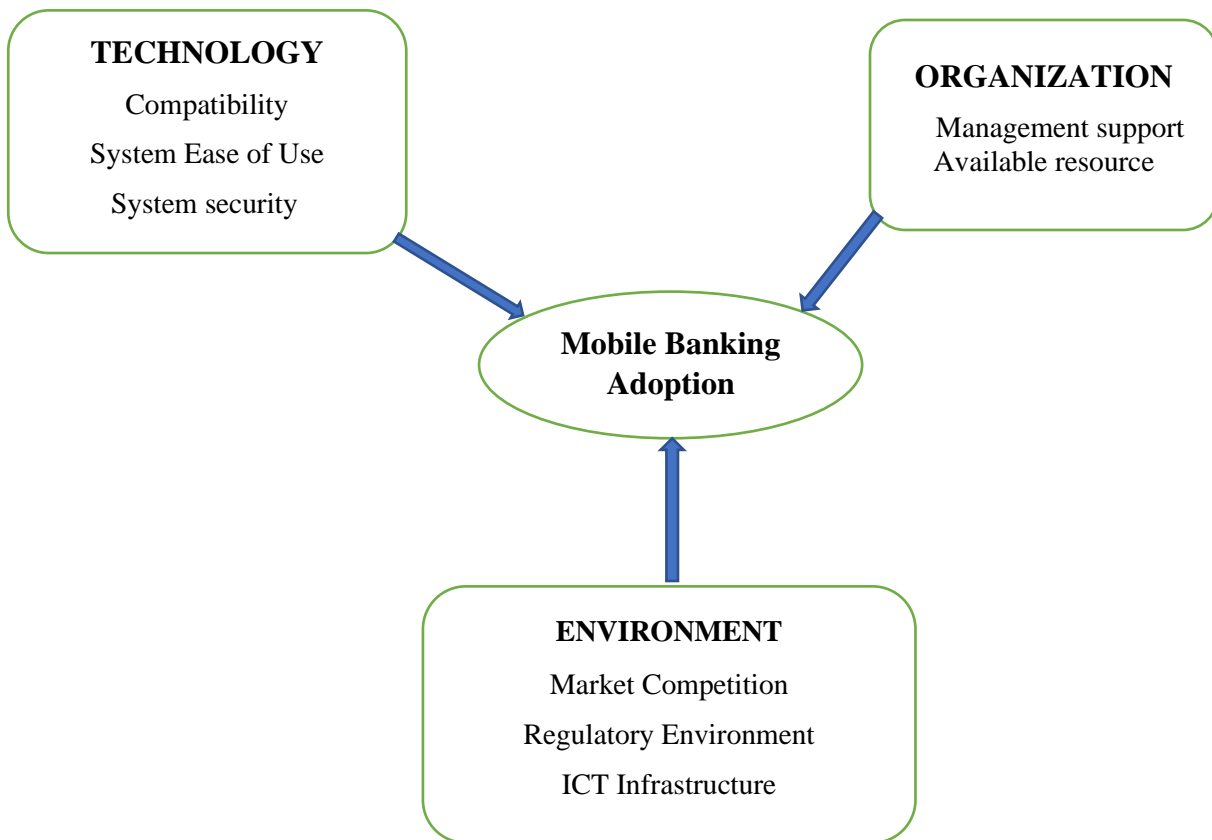 TECHNOLOGY
Compatibility
System Ease of Use
System security
ORGANIZATION
Management support
Available resource
Mobile Banking
Adoption
ENVIRONMENT
Market Competition
Regulatory Environment
ICT Infrastructure